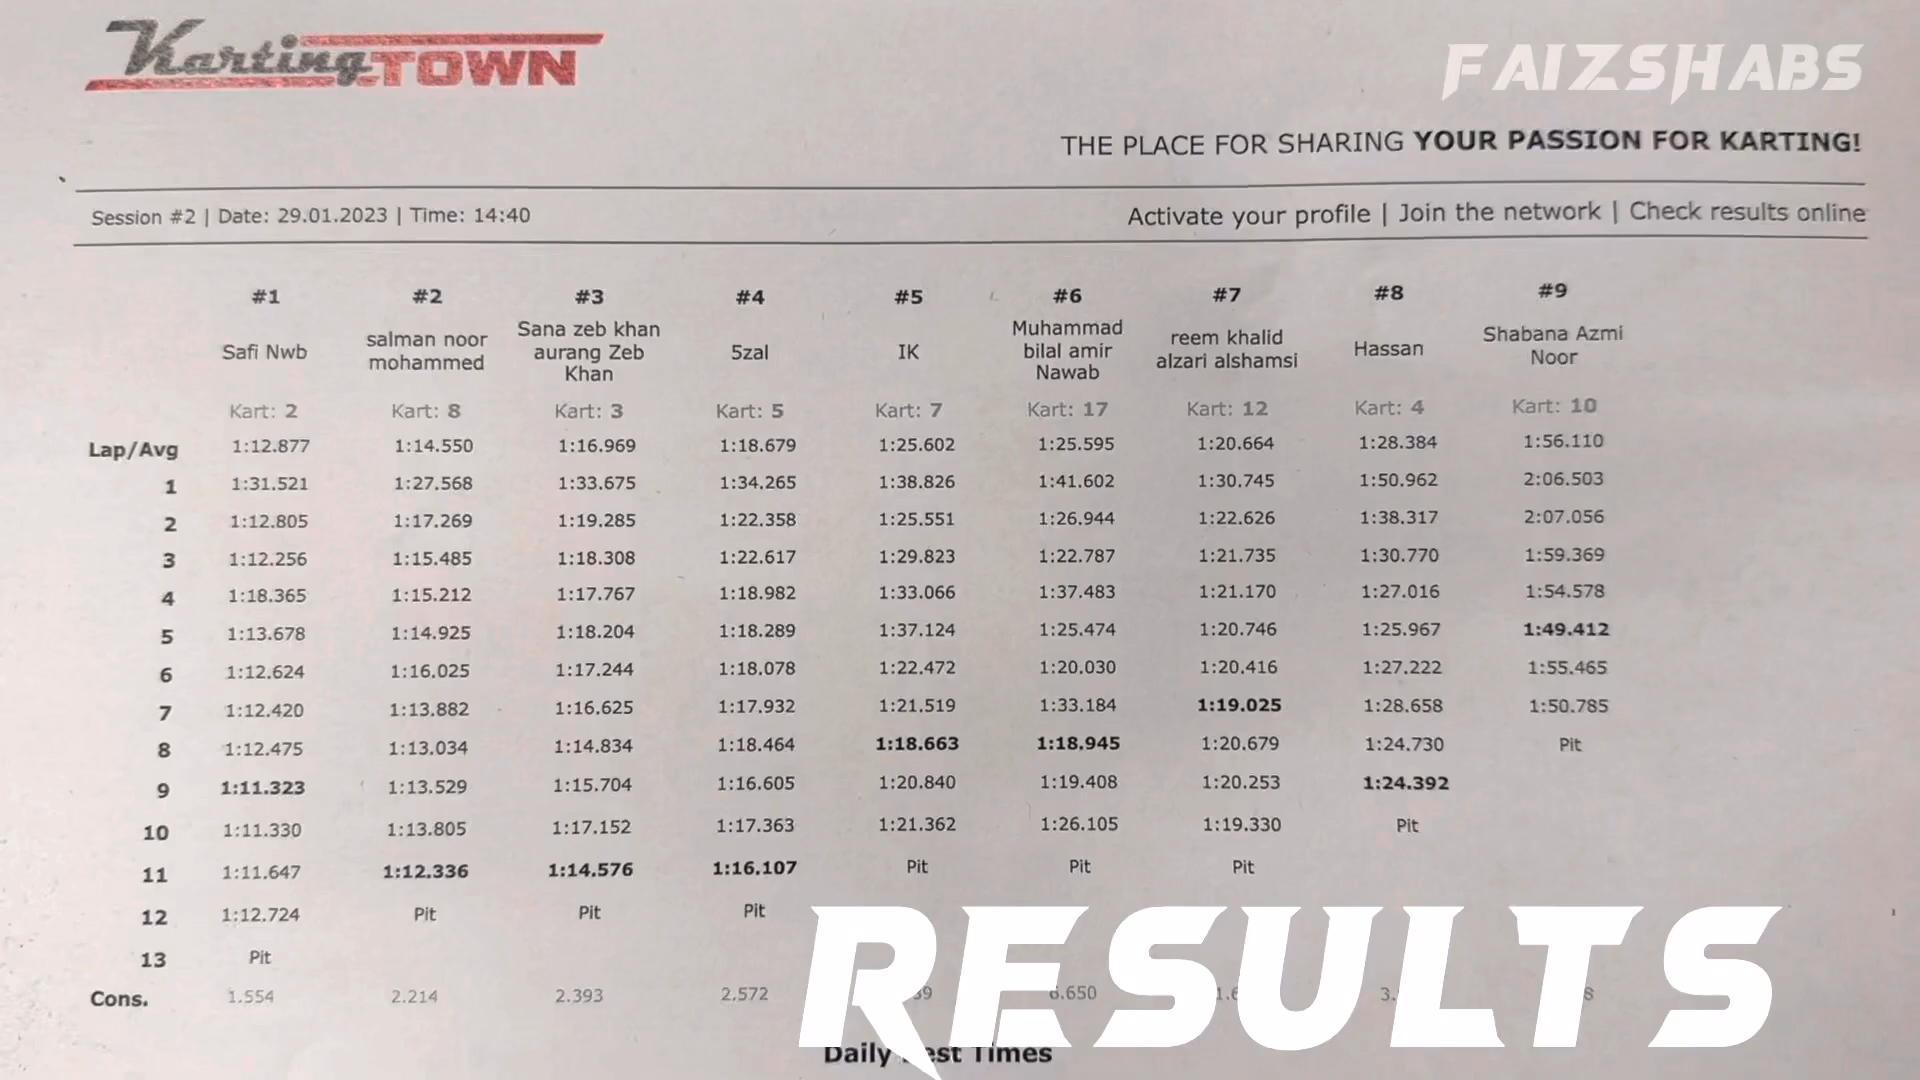 Karting TOWN
FAIZSHABS
THE PLACE FOR SHARING YOUR PASSION FOR KARTING!
Session #2 | Date: 29.01.2023 | Time: 14:40
Activate your profile | Join the network | Check results online
#1 #2 #3 #4 #5 #6 #7 #8 #9
Safi Nwb
salman noor
mohammed
Sana zeb khan
aurang Zeb
Khan
5zal
IK
Muhammad
bilal amir
Nawab
reem khalid
alzari alshamsi
Hassan
Shabana Azmi
Noor
Kart: 2 Kart: 8 Kart: 3 Kart: 5 Kart: 7 Kart: 17 Kart: 12 Kart: 4 Kart: 10
Lap/Avg 1:12.877 1:14.550 1:16.969 1:18.679 1:25.602 1:25.595 1:20.664 1:28.384 1:56.110
1 1:31.521 1:27.568 1:33.675 1:34.265 1:38.826 1:41.602 1:30.745 1:50.962 2:06.503
2 1:12.805 1:17.269 1:19.285 1:22.358 1:25.551 1:26.944 1:22.626 1:38.317 2:07.056
3 1:12.256 1:15.485 1:18.308 1:22.617 1:29.823 1:22.787 1:21.735 1:30.770 1:59.369
4 1:18.365 1:15.212 1:17.767 1:18.982 1:33.066 1:37.483 1:21.170 1:27.016 1:54.578
5 1:13.678 1:14.925 1:18.204 1:18.289 1:37.124 1:25.474 1:20.746 1:25.967 1:49.412
6 1:12.624 1:16.025 1:17.244 1:18.078 1:22.472 1:20.030 1:20.416 1:27.222 1:55.465
7 1:12.420 1:13.882 1:16.625 1:17.932 1:21.519 1:33.184 1:19.025 1:28.658 1:50.785
8 1:12.475 1:13.034 1:14.834 1:18.464 1:18.663 1:18.945 1:20.679 1:24.730 Pit
9 1:11.323 1:13.529 1:15.704 1:16.605 1:20.840 1:19.408 1:20.253 1:24.392
10 1:11.330 1:13.805 1:17.152 1:17.363 1:21.362 1:26.105 1:19.330 Pit
11 1:11.647 1:12.336 1:14.576 1:16.107 Pit Pit Pit
12 1:12.724 Pit Pit Pit
13 Pit
Cons. 1.554 2.214 2.393 2.572
RESULTS
Daily Times